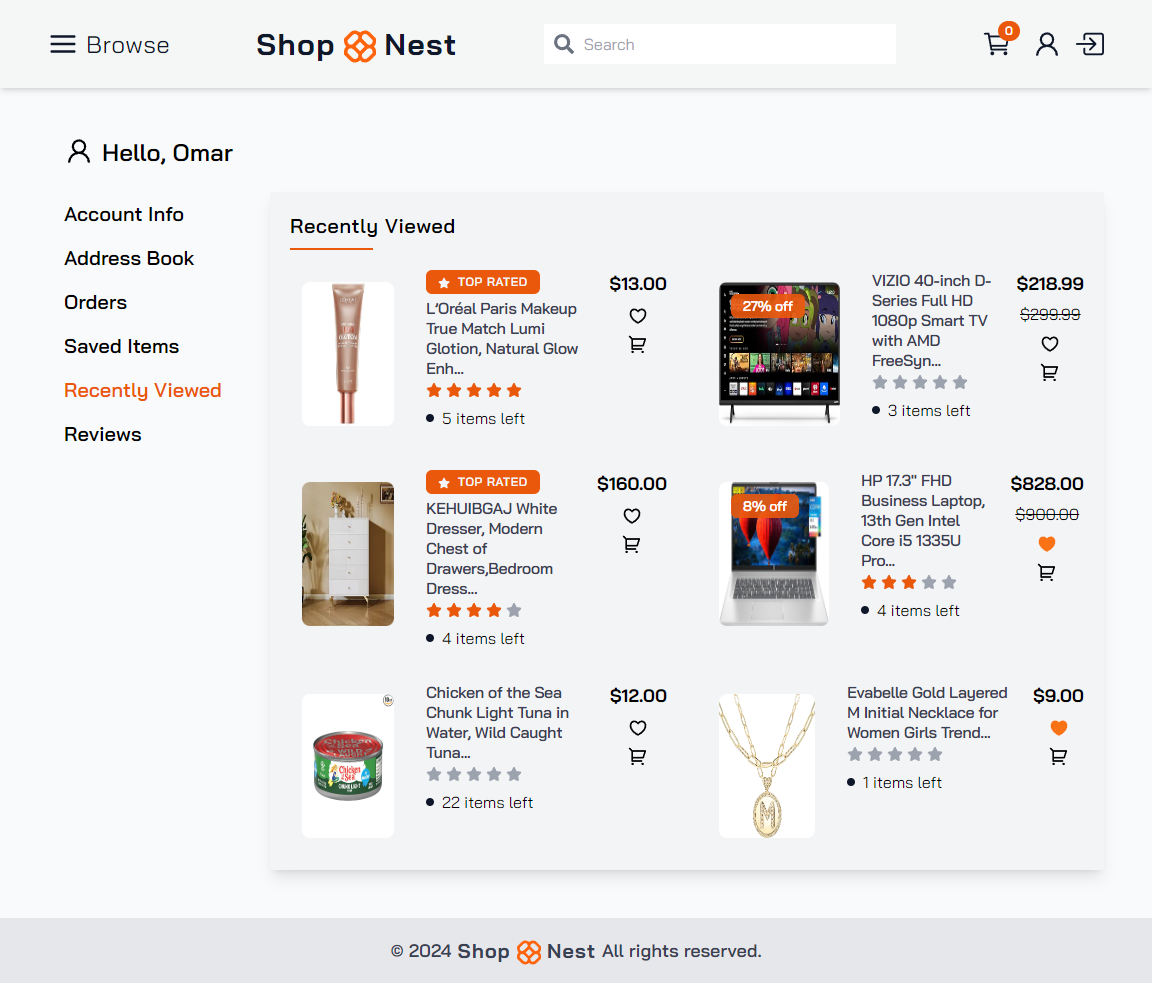 Browse
Shop Nest
Search
0
Hello, Omar
Account Info
Address Book
Orders
Saved Items
Recently Viewed
Reviews
Recently Viewed
TOP RATED
L’Oréal Paris Makeup
True Match Lumi
Glotion, Natural Glow
Enh...
5 items left
$13.00
27% off
VIZIO 40-inch D-
Series Full HD
1080p Smart TV
with AMD
FreeSyn...
3 items left
$218.99
$299.99
TOP RATED
KEHUIBGAJ White
Dresser, Modern
Chest of
Drawers,Bedroom
Dress...
4 items left
$160.00
8% off
HP 17.3" FHD
Business Laptop,
13th Gen Intel
Core i5 1335U
Pro...
4 items left
$828.00
$900.00
Chicken of the Sea
Chunk Light Tuna in
Water, Wild Caught
Tuna...
22 items left
$12.00
Evabelle Gold Layered
M Initial Necklace for
Women Girls Trend...
1 items left
$9.00
© 2024 Shop Nest All rights reserved.